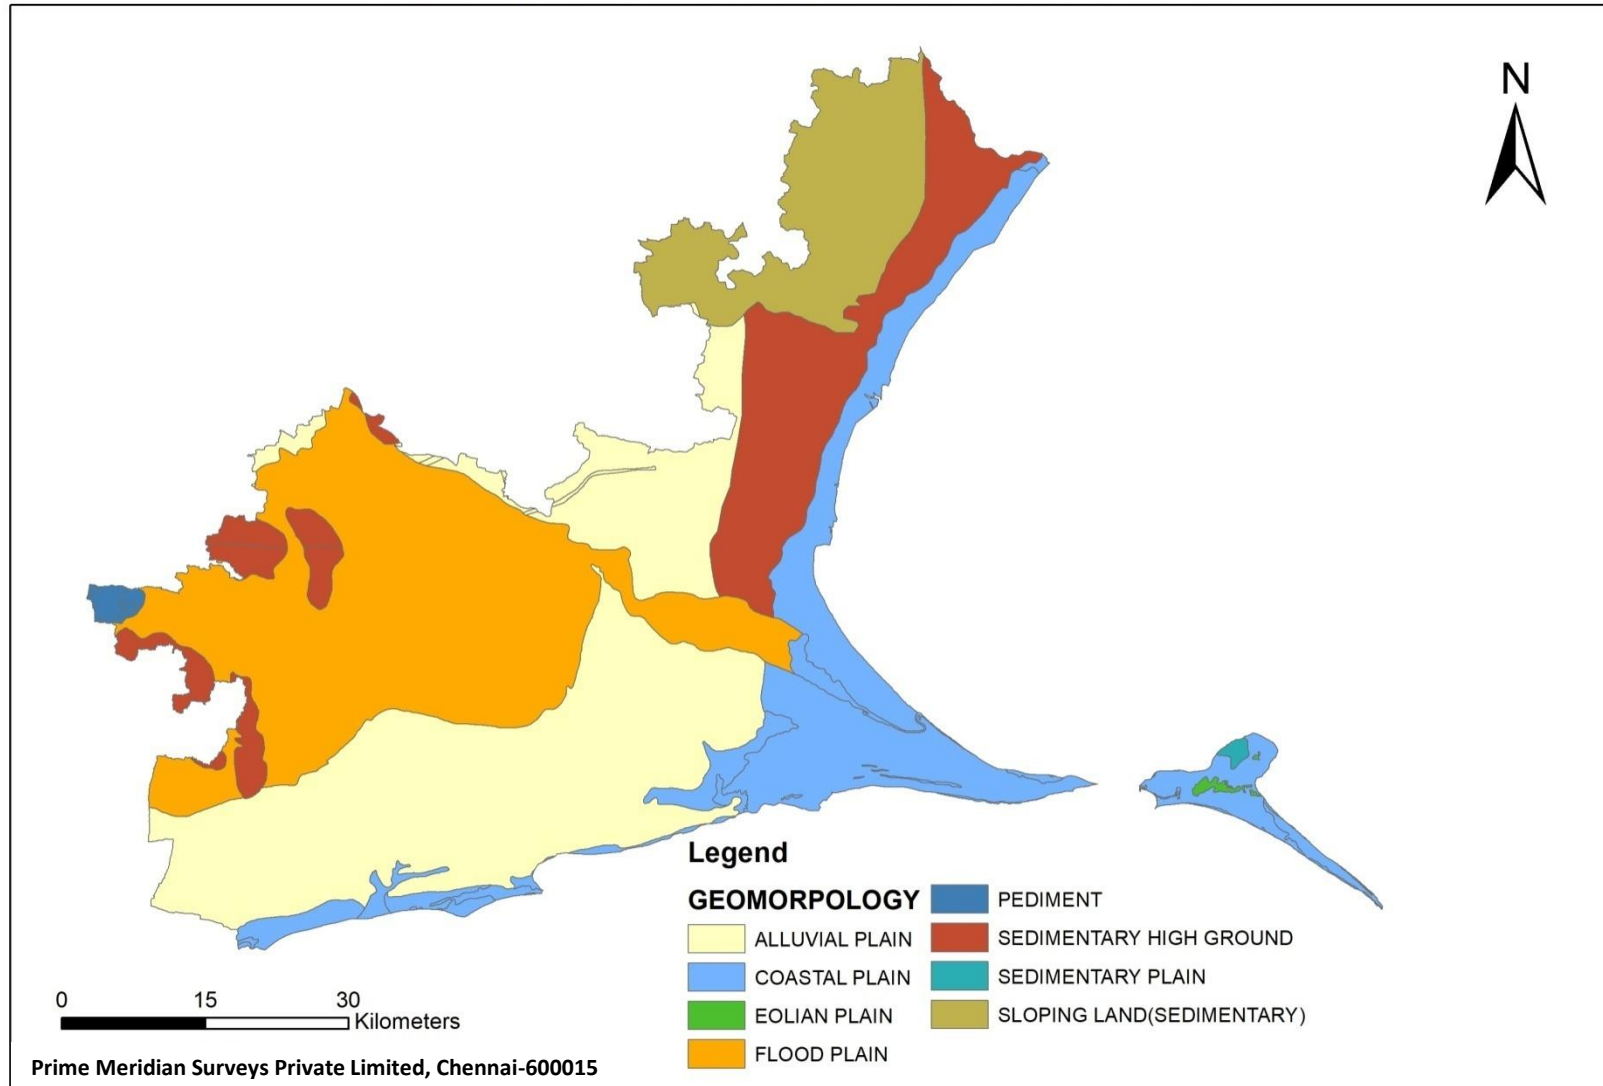 N
Legend
GEOMORPOLOGY
ALLUVIAL PLAIN
COASTAL PLAIN
EOLIAN PLAIN
FLOOD PLAIN
PEDIMENT
SEDIMENTARY HIGH GROUND
SEDIMENTARY PLAIN
SLOPING LAND(SEDIMENTARY)
0 15 30
Kilometers
Prime Meridian Surveys Private Limited, Chennai-600015